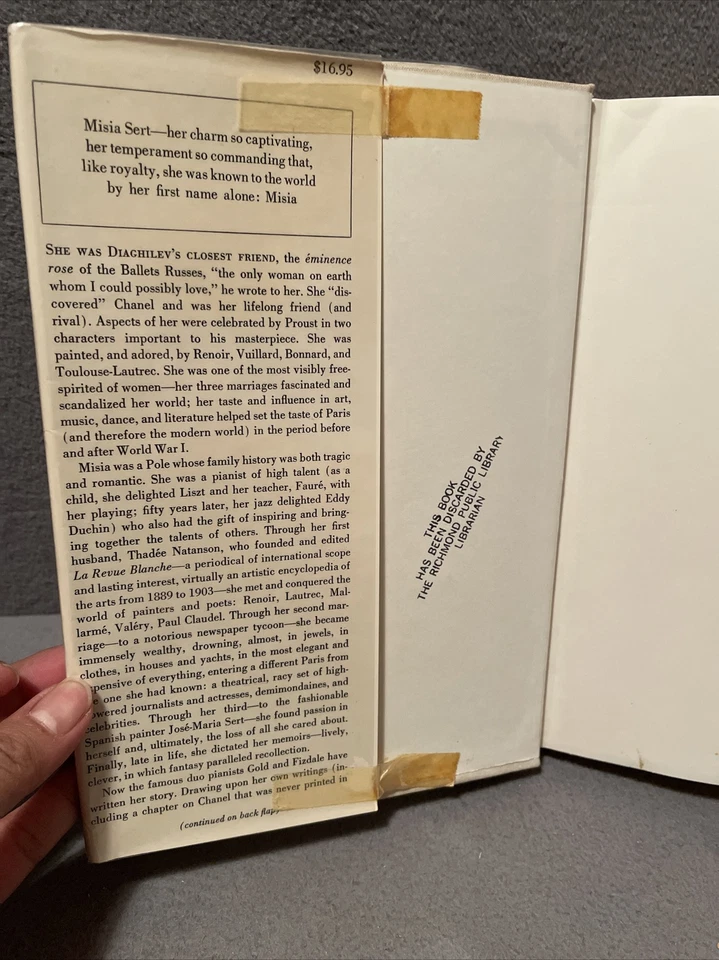 $16.95
Misia Sert—her charm so captivating,
her temperament so commanding that,
like royalty, she was known to the world
by her first name alone: Misia
SHE WAS DIAGHILEV'S CLOSEST FRIEND, the éminence
rose of the Ballets Russes, "the only woman on earth
whom I could possibly love," he wrote to her. She "dis-
covered" Chanel and was her lifelong friend (and
rival). Aspects of her were celebrated by Proust in two
characters important to his masterpiece. She was
painted, and adored, by Renoir, Vuillard, Bonnard, and
Toulouse-Lautrec. She was one of the most visibly free-
spirited of women—her three marriages fascinated and
scandalized her world; her taste and influence in art,
music, dance, and literature helped set the taste of Paris
(and therefore the modern world) in the period before
and after World War I.
Misia was a Pole whose family history was both tragic
and romantic. She was a pianist of high talent (as a
child, she delighted Liszt and her teacher, Fauré, with
her playing; fifty years later, her jazz delighted Eddy
Duchin) who also had the gift of inspiring and bring-
ing together the talents of others. Through her first
husband, Thadée Natanson, who founded and edited
La Revue Blanche—a periodical of international scope
and lasting interest, virtually an artistic encyclopedia of
the arts from 1889 to 1903—she met and conquered the
world of painters and poets: Renoir, Lautrec, Mal-
larmé, Valéry, Paul Claudel. Through her second mar-
riage—to a notorious newspaper tycoon—she became
immensely wealthy, drowning, almost, in jewels, in
clothes, in houses and yachts, in the most elegant and
xpensive of everything, entering a different Paris from
e one she had known: a theatrical, racy set of high-
owered journalists and actresses, demimondaines, and
celebrities. Through her third—to the fashionable
Spanish painter José-Maria Sert—she found passion in
herself and, ultimately, the loss of all she cared about.
Finally, late in life, she dictated her memoirs—lively,
clever, in which fantasy paralleled recollection.
Now the famous duo pianists Gold and Fizdale have
written her story. Drawing upon her own writings (in-
cluding a chapter on Chanel that was never printed in
(continued on back flap)
THIS BOOK
HAS BEEN DISCARDED BY
THE RICHMOND PUBLIC LIBRARY
LIBRARIAN